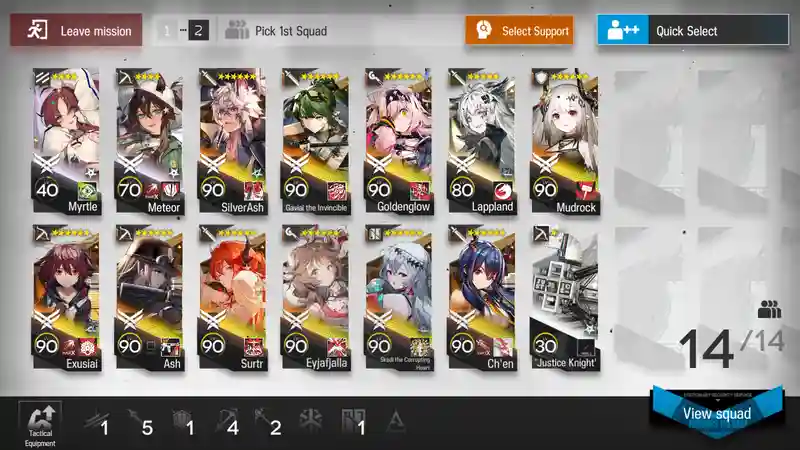 Leave mission
1 -- 2
Pick 1st Squad
Select Support
Quick Select
40
Myrtle
70
Meteor
90
SilverAsh
90
Gavial the Invincible
90
Goldenglow
80
Lappland
90
Mudrock
90
Exusiai
90
Ash
90
Surtr
90
Eyjafjalla
90
Skadi the Corrupting
Heart
90
Ch'en
30
'Justice Knight'
14/14
Tactical
Equipment
1
5
1
4
2
1
View squad